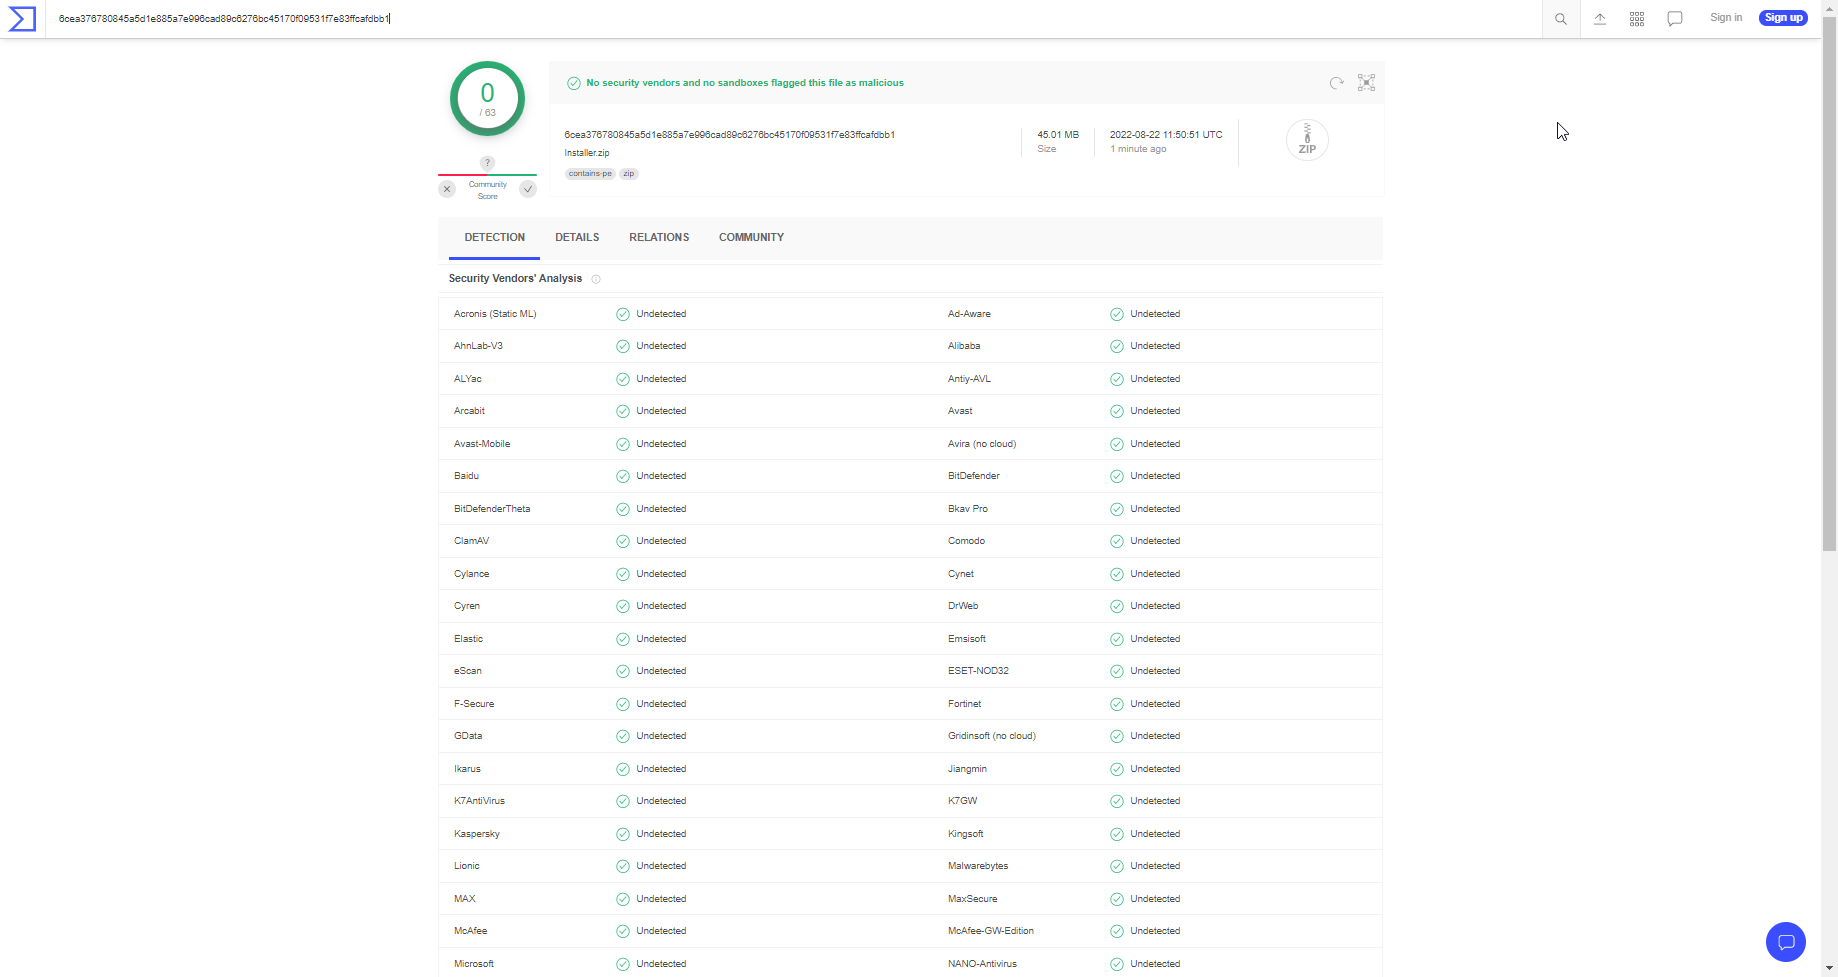 6cea376780845a5d1e885a7e996cad89c6276bc45170f09531f7e83ffcafdbb1
Sign in
Sign up
0
/ 63
?
Community
Score
No security vendors and no sandboxes flagged this file as malicious
6cea376780845a5d1e885a7e996cad89c6276bc45170f09531f7e83ffcafdbb1
Installer.zip
contains-pe zip
45.01 MB
Size
2022-08-22 11:50:51 UTC
1 minute ago
ZIP
DETECTION DETAILS RELATIONS COMMUNITY
Security Vendors' Analysis
Acronis (Static ML) Undetected Ad-Aware Undetected
AhnLab-V3 Undetected Alibaba Undetected
ALYac Undetected Antiy-AVL Undetected
Arcabit Undetected Avast Undetected
Avast-Mobile Undetected Avira (no cloud) Undetected
Baidu Undetected BitDefender Undetected
BitDefenderTheta Undetected Bkav Pro Undetected
ClamAV Undetected Comodo Undetected
Cylance Undetected Cynet Undetected
Cyren Undetected DrWeb Undetected
Elastic Undetected Emsisoft Undetected
eScan Undetected ESET-NOD32 Undetected
F-Secure Undetected Fortinet Undetected
GData Undetected Gridinsoft (no cloud) Undetected
Ikarus Undetected Jiangmin Undetected
K7AntiVirus Undetected K7GW Undetected
Kaspersky Undetected Kingsoft Undetected
Lionic Undetected Malwarebytes Undetected
MAX Undetected MaxSecure Undetected
McAfee Undetected McAfee-GW-Edition Undetected
Microsoft Undetected NANO-Antivirus Undetected